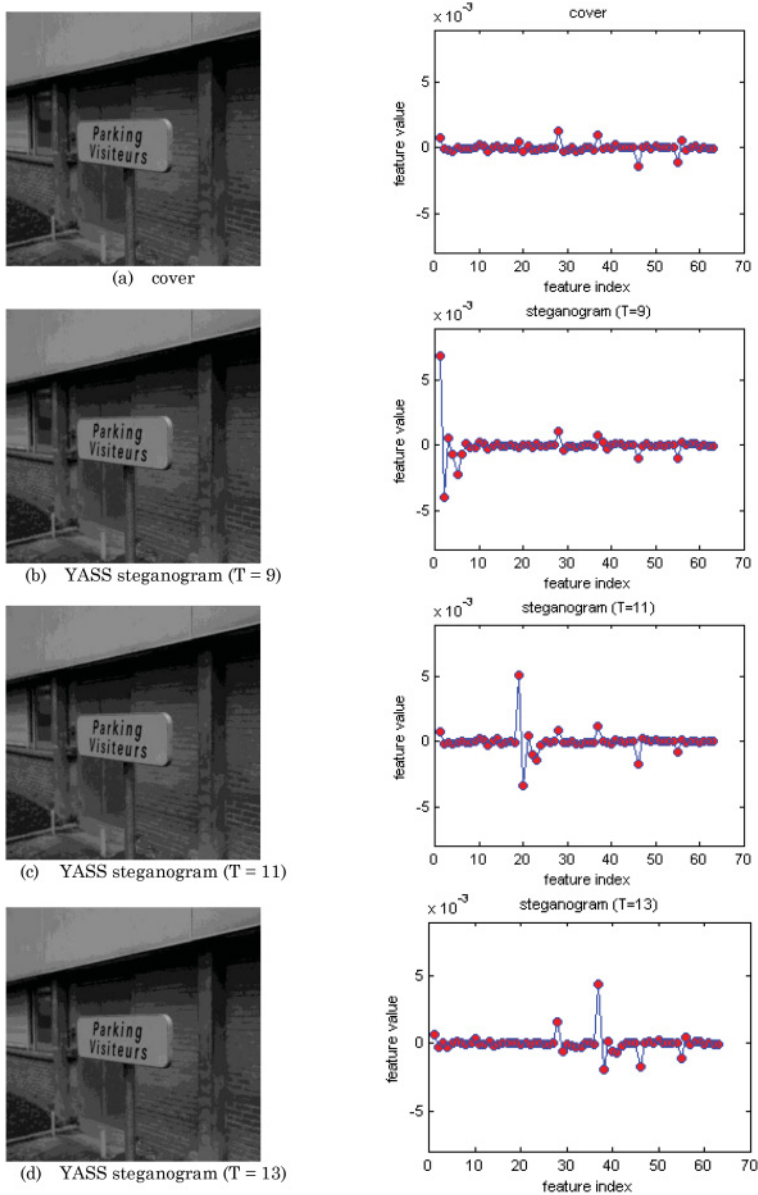 Parking
Visiteurs
(a) cover
× 10⁻³
cover
feature value
5
0
-5
0 10 20 30 40 50 60 70
feature index
Parking
Visiteurs
(b) YASS steganogram (T = 9)
× 10⁻³
steganogram (T=9)
feature value
5
0
-5
0 10 20 30 40 50 60 70
feature index
Parking
Visiteurs
(c) YASS steganogram (T = 11)
× 10⁻³
steganogram (T=11)
feature value
5
0
-5
0 10 20 30 40 50 60 70
feature index
Parking
Visiteurs
(d) YASS steganogram (T = 13)
× 10⁻³
steganogram (T=13)
feature value
5
0
-5
0 10 20 30 40 50 60 70
feature index